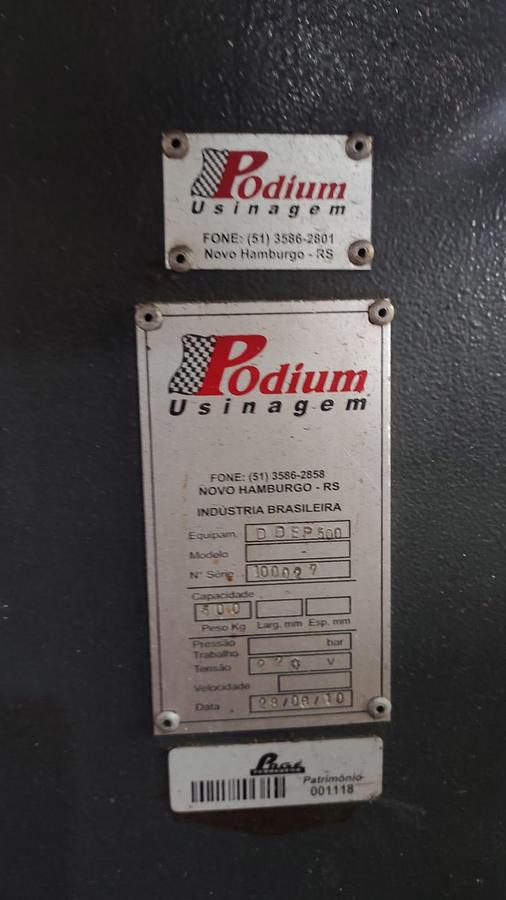 Podium
Usinagem
FONE: (51) 3586-2801
Novo Hamburgo - RS
Podium
Usinagem
FONE: (51) 3586-2858
NOVO HAMBURGO - RS
INDÚSTRIA BRASILEIRA
Equipam. DDEP500
Modelo -
N° Série
Capacidade
Peso Kg Larg. mm Esp. mm
Pressão
Trabalho bar
Tensão 220 V
Velocidade
Data
Patrimônio
001118